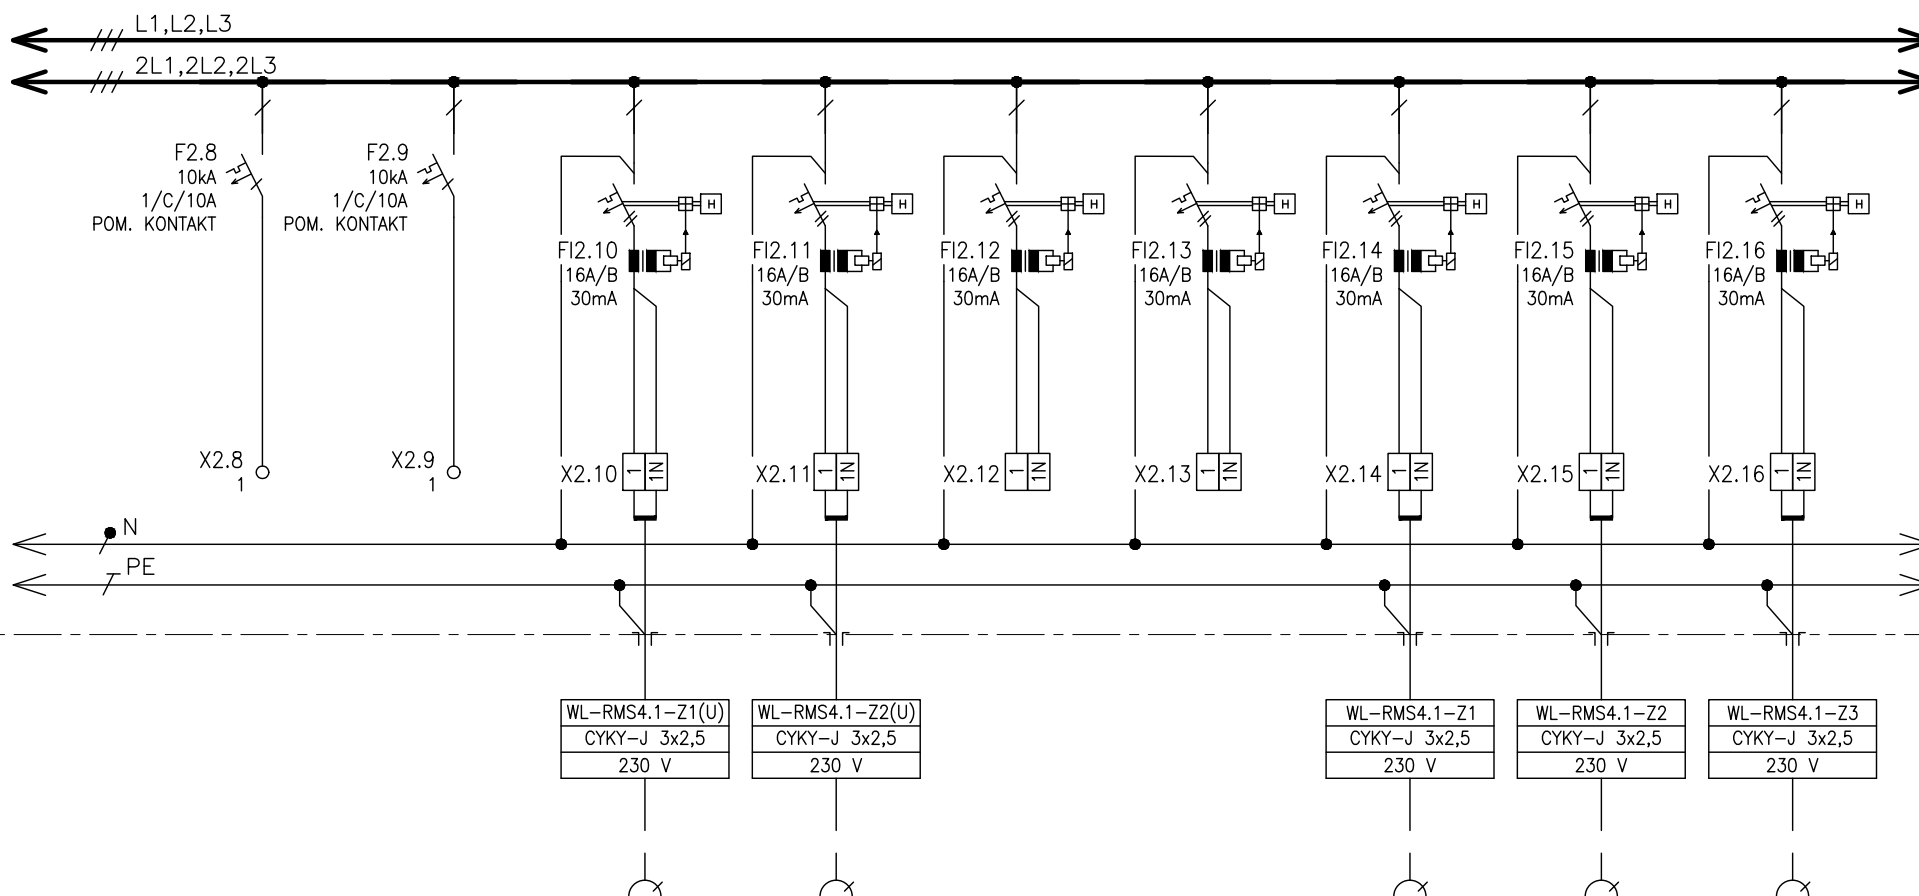 L1,L2,L3
2L1,2L2,2L3
F2.8
10kA
1/C/10A
POM. KONTAKT
F2.9
10kA
1/C/10A
POM. KONTAKT
H
H
H
H
H
H
H
FI2.10
16A/B
30mA
FI2.11
16A/B
30mA
FI2.12
16A/B
30mA
FI2.13
16A/B
30mA
FI2.14
16A/B
30mA
FI2.15
16A/B
30mA
FI2.16
16A/B
30mA
X2.8
1
X2.9
1
X2.10 1 1N
X2.11 1 1N
X2.12 1 1N
X2.13 1 1N
X2.14 1 1N
X2.15 1 1N
X2.16 1 1N
N
PE
WL-RMS4.1-Z1(U)
CYKY-J 3x2,5
230 V
WL-RMS4.1-Z2(U)
CYKY-J 3x2,5
230 V
WL-RMS4.1-Z1
CYKY-J 3x2,5
230 V
WL-RMS4.1-Z2
CYKY-J 3x2,5
230 V
WL-RMS4.1-Z3
CYKY-J 3x2,5
230 V